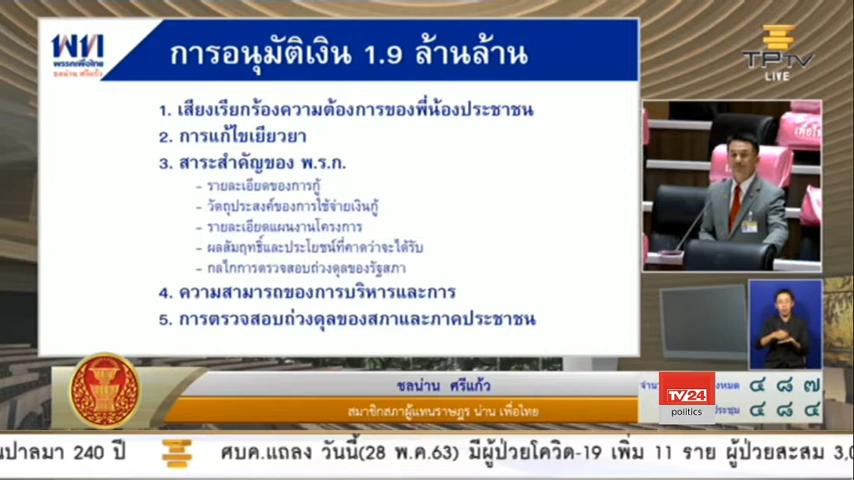 พท
พรรคเพื่อไทย
ชลน่าน ศรีแก้ว
การอนุมัติเงิน 1.9 ล้านล้าน
1. เสียงเรียกร้องความต้องการของพี่น้องประชาชน
2. การแก้ไขเยียวยา
3. สาระสำคัญของ พ.ร.ก.
- รายละเอียดของการกู้
- วัตถุประสงค์ของการใช้จ่ายเงินกู้
- รายละเอียดแผนงานโครงการ
- ผลสัมฤทธิ์และประโยชน์ที่คาดว่าจะได้รับ
- กลไกการตรวจสอบถ่วงดุลของรัฐสภา
4. ความสามารถของการบริหารและการ
5. การตรวจสอบถ่วงดุลของสภาและภาคประชาชน
TPTV
LIVE
ชลน่าน ศรีแก้ว
สมาชิกสภาผู้แทนราษฎร น่าน เพื่อไทย
TV24
politics
๔๘๗
๔๘๔
นปาลมา 240 ปี ศบค.แถลง วันนี้(28 พ.ค.63) มีผู้ป่วยโควิด-19 เพิ่ม 11 ราย ผู้ป่วยสะสม 3,0